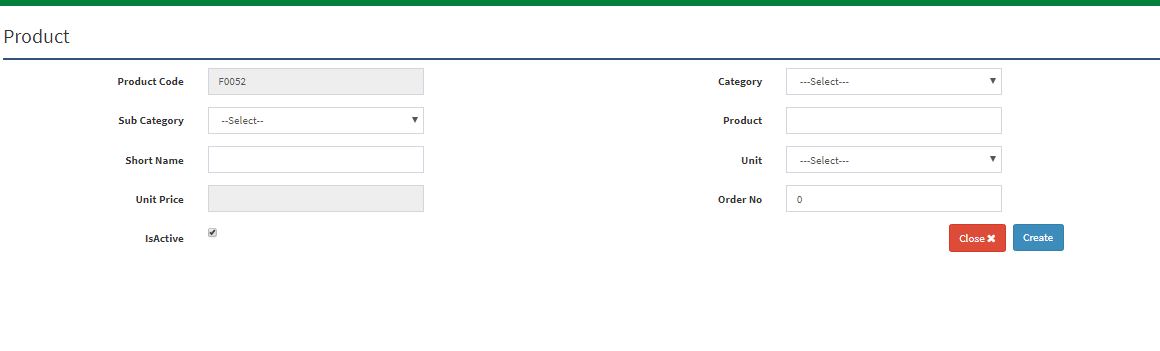 Product
Product Code F0052 Category ---Select---
Sub Category --Select-- Product
Short Name Unit ---Select---
Unit Price Order No 0
IsActive Close ✖ Create